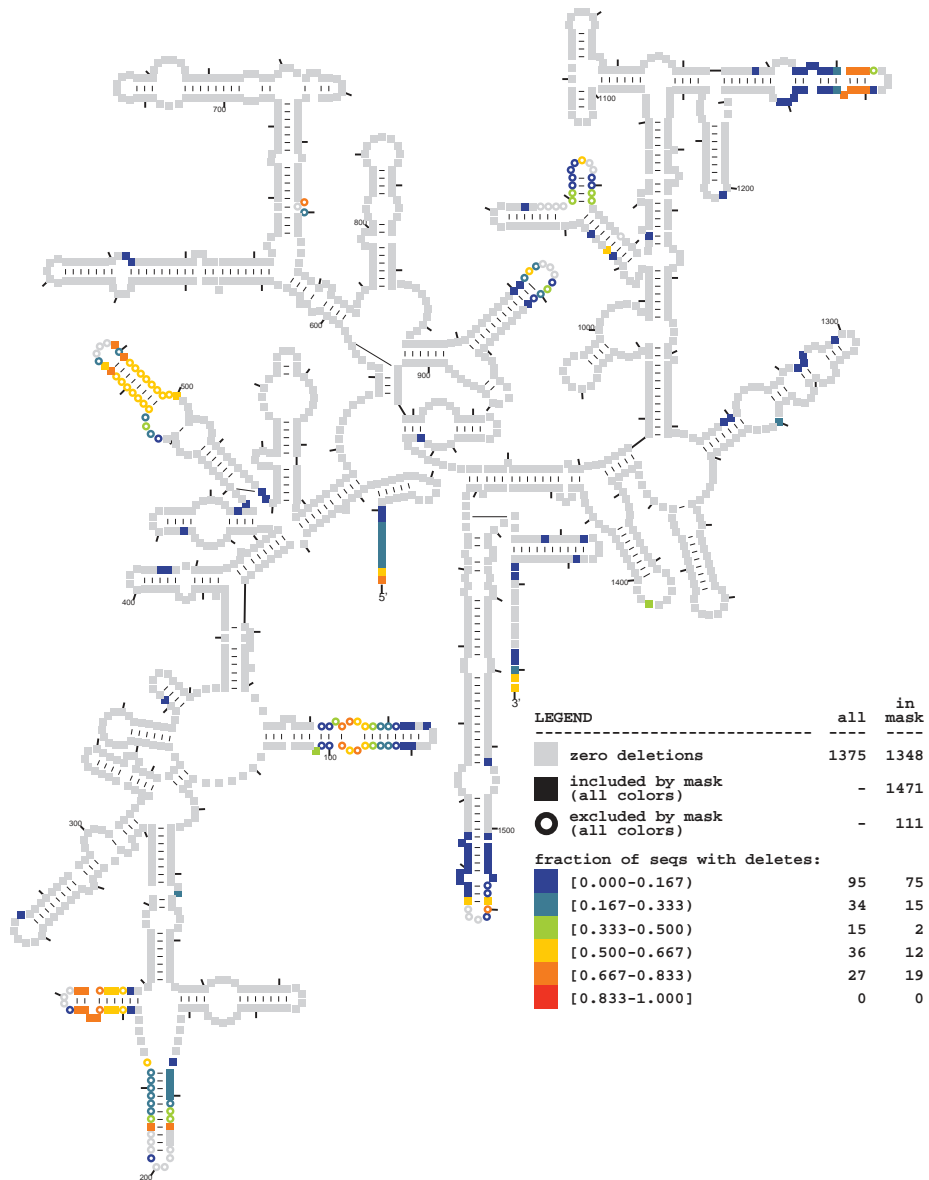 700
1100
1200
800
600
1000
1300
900
500
1400
400
5'
3'
100
300
1500
200
in
LEGEND all mask
------------------------------ ---- ----
zero deletions 1375 1348
included by mask
(all colors) - 1471
excluded by mask
(all colors) - 111
fraction of seqs with deletes:
[0.000-0.167) 95 75
[0.167-0.333) 34 15
[0.333-0.500) 15 2
[0.500-0.667) 36 12
[0.667-0.833) 27 19
[0.833-1.000] 0 0